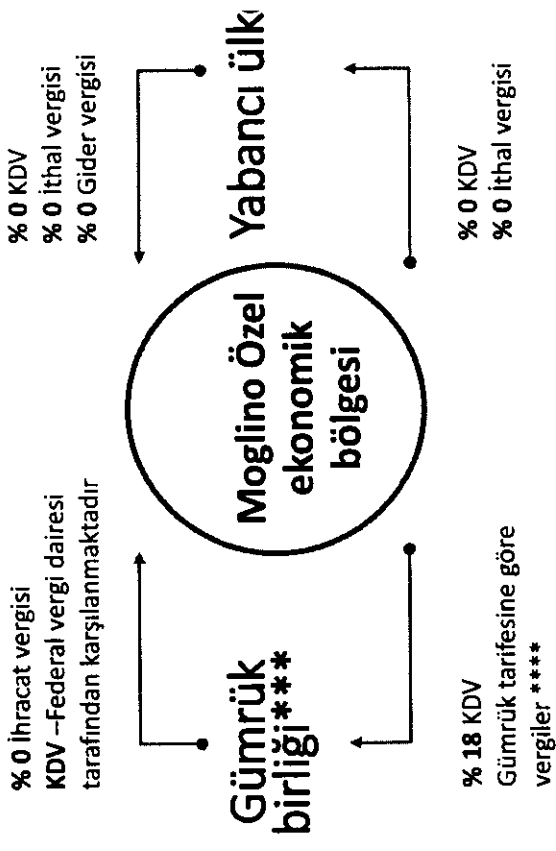 % 0 İhracat vergisi
KDV –Federal vergi dairesi
tarafından karşılanmaktadır
% 0 KDV
% 0 İthal vergisi
% 0 Gider vergisi
Gümrük
birliği***
Moglino Özel
ekonomik
bölgesi
Yabancı
% 18 KDV
Gümrük tarifesine göre
vergiler ****
% 0 KDV
% 0 İthal vergisi